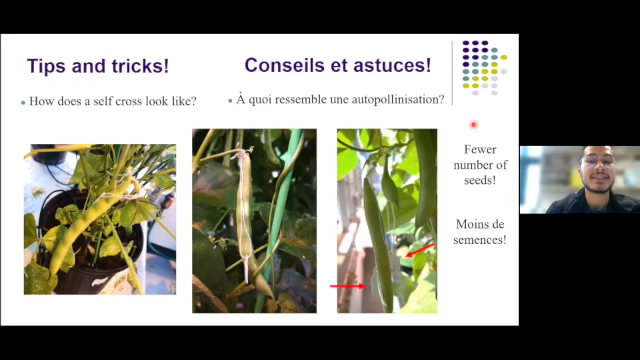 Tips and tricks!
Conseils et astuces!
How does a self cross look like?
À quoi ressemble une autopollinisation?
Fewer
number of
seeds!
Moins de
semences!